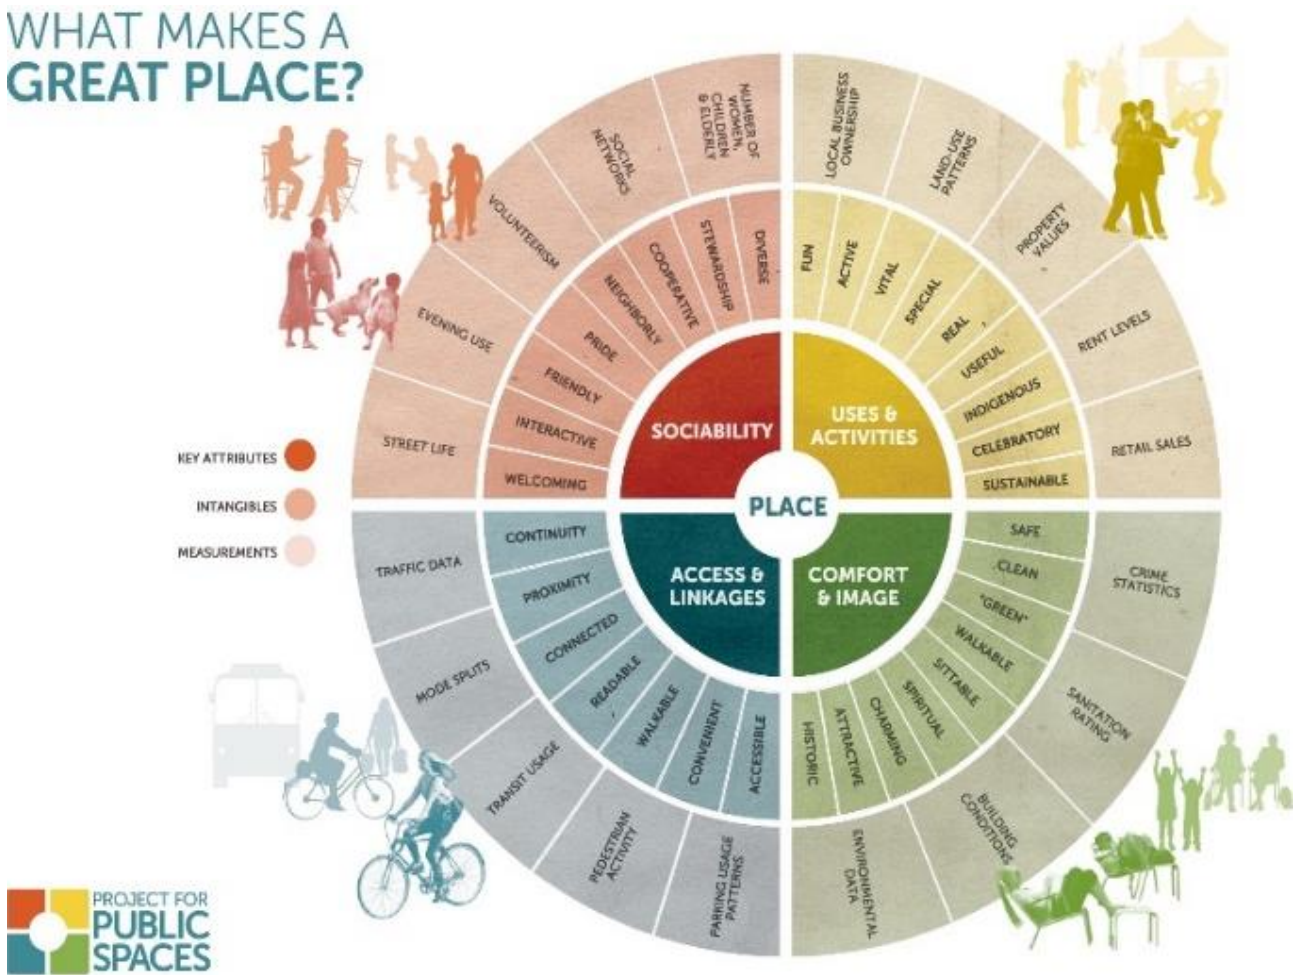 WHAT MAKES A
GREAT PLACE?
KEY ATTRIBUTES
INTANGIBLES
MEASUREMENTS
PLACE
SOCIABILITY
USES &
ACTIVITIES
ACCESS &
LINKAGES
COMFORT
& IMAGE
WELCOMING
INTERACTIVE
FRIENDLY
PRIDE
NEIGHBORLY
COOPERATIVE
STEWARDSHIP
DIVERSE
FUN
ACTIVE
VITAL
SPECIAL
REAL
USEFUL
INDIGENOUS
CELEBRATORY
SUSTAINABLE
SAFE
CLEAN
"GREEN"
WALKABLE
SITTABLE
SPIRITUAL
CHARMING
ATTRACTIVE
HISTORIC
ACCESSIBLE
CONVENIENT
WALKABLE
READABLE
CONNECTED
PROXIMITY
CONTINUITY
STREET LIFE
EVENING USE
VOLUNTEERISM
SOCIAL
NETWORKS
NUMBER OF
WOMEN,
CHILDREN
& ELDERLY
LOCAL BUSINESS
OWNERSHIP
LAND-USE
PATTERNS
PROPERTY
VALUES
RENT LEVELS
RETAIL SALES
CRIME
STATISTICS
SANITATION
RATING
BUILDING
CONDITIONS
ENVIRONMENTAL
DATA
PARKING USAGE
PATTERNS
PEDESTRIAN
ACTIVITY
TRANSIT USAGE
MODE SPLITS
TRAFFIC DATA
PROJECT FOR
PUBLIC
SPACES